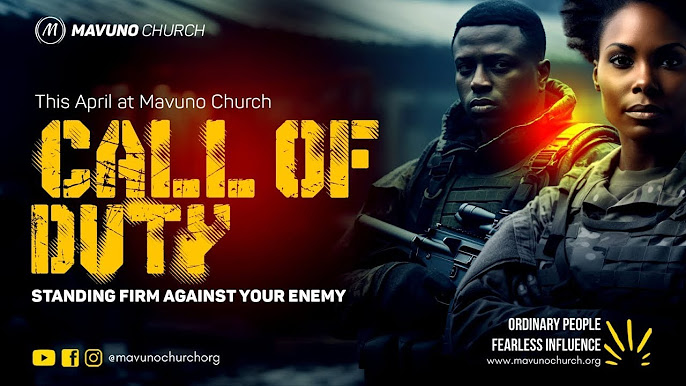 MAVUNO CHURCH
This April at Mavuno Church
CALL OF
DUTY
STANDING FIRM AGAINST YOUR ENEMY
@mavunochurchorg
ORDINARY PEOPLE
FEARLESS INFLUENCE
www.mavunochurch.org